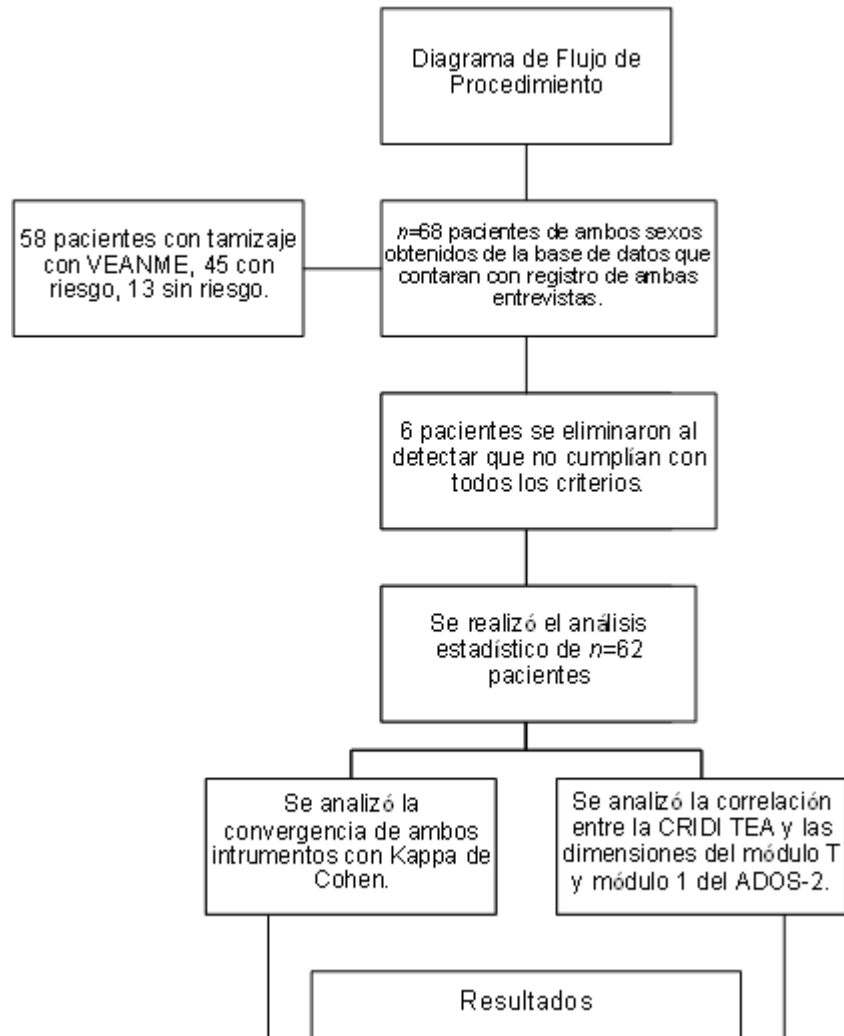 Diagrama de Flujo de
Procedimiento
58 pacientes con tamizaje
con VEANME, 45 con
riesgo, 13 sin riesgo.
n=68 pacientes de ambos sexos
obtenidos de la base de datos que
contaran con registro de ambas
entrevistas.
6 pacientes se eliminaron al
detectar que no cumplían con
todos los criterios.
Se realizó el análisis
estadístico de n=62
pacientes
Se analizó la
convergencia de ambos
intrumentos con Kappa de
Cohen.
Se analizó la correlación
entre la CRIDI TEA y las
dimensiones del módulo T
y módulo 1 del ADOS-2.
Resultados